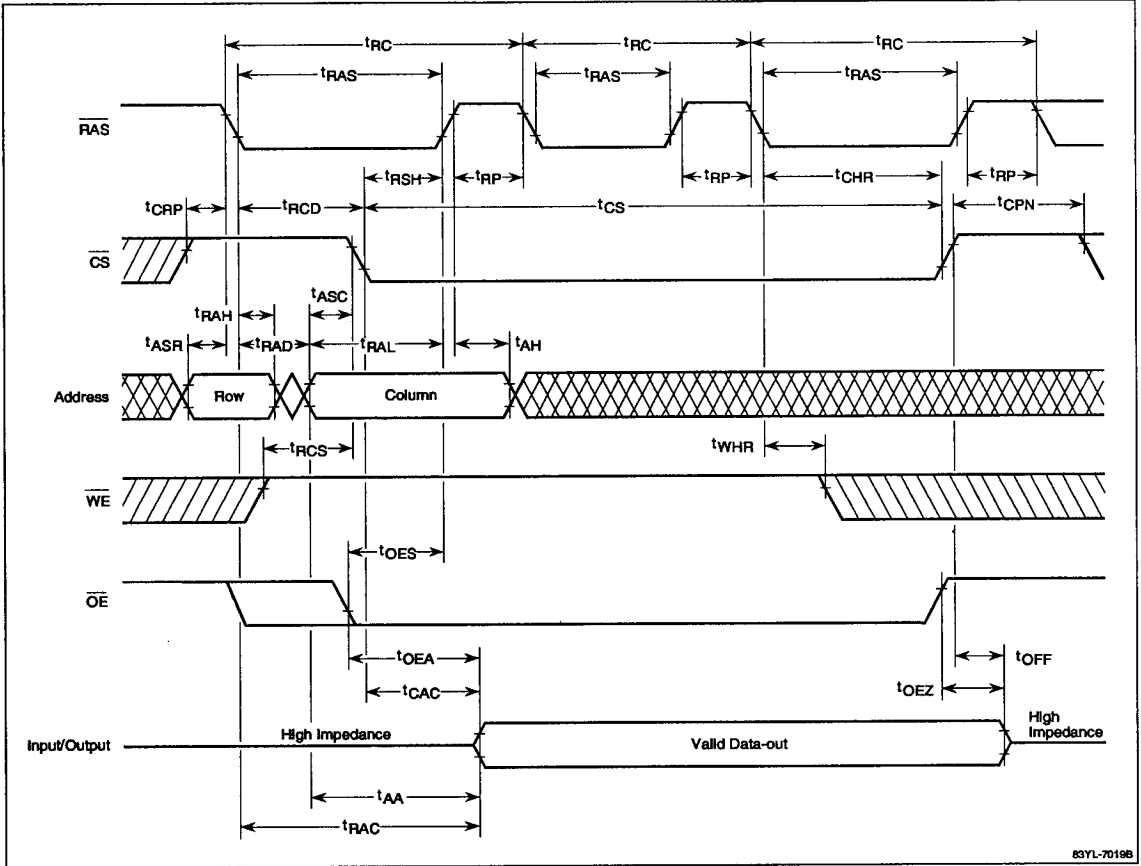 tRC tRC tRC
tRAS tRAS tRAS
RAS
tRSH tRP tRP tCHR tRP
tCRP tRCD tCS tCPN
CS
tASC
tRAH
tASR tRAD tRAL tAH
Address Row Column
tRCS tWHR
WE
tOES
OE
tOEA tOFF
tCAC tOEZ
Input/Output High Impedance Valid Data-out High Impedance
tAA
tRAC
83YL-7019B